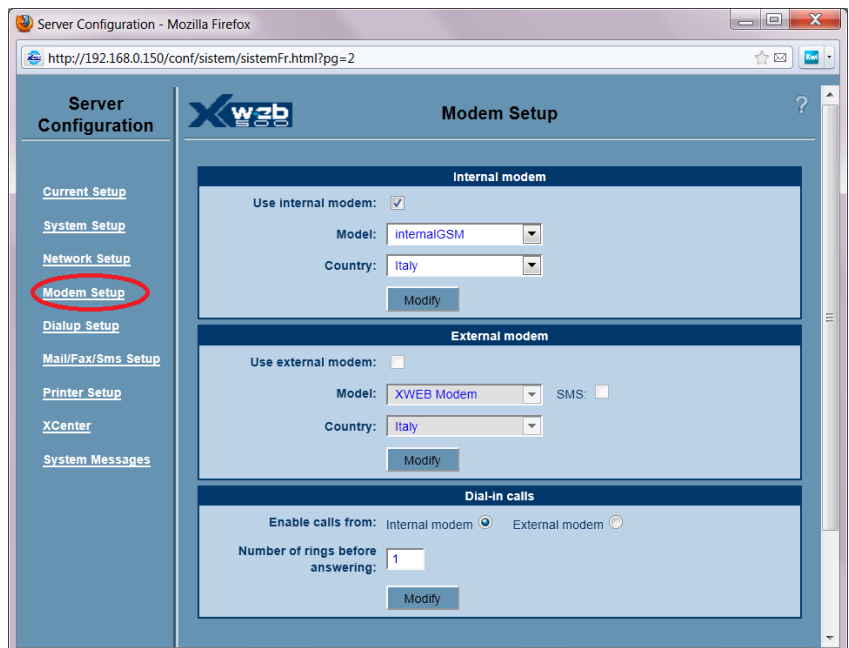 Server Configuration - Mozilla Firefox
http://192.168.0.150/conf/sistem/sistemFr.html?pg=2
Server
Configuration
Xweb
Modem Setup
?
Current Setup
System Setup
Network Setup
Modem Setup
Dialup Setup
Mail/Fax/Sms Setup
Printer Setup
XCenter
System Messages
Internal modem
Use internal modem:
Model: internalGSM
Country: Italy
Modify
External modem
Use external modem:
Model: XWEB Modem SMS:
Country: Italy
Modify
Dial-in calls
Enable calls from: Internal modem External modem
Number of rings before
answering: 1
Modify